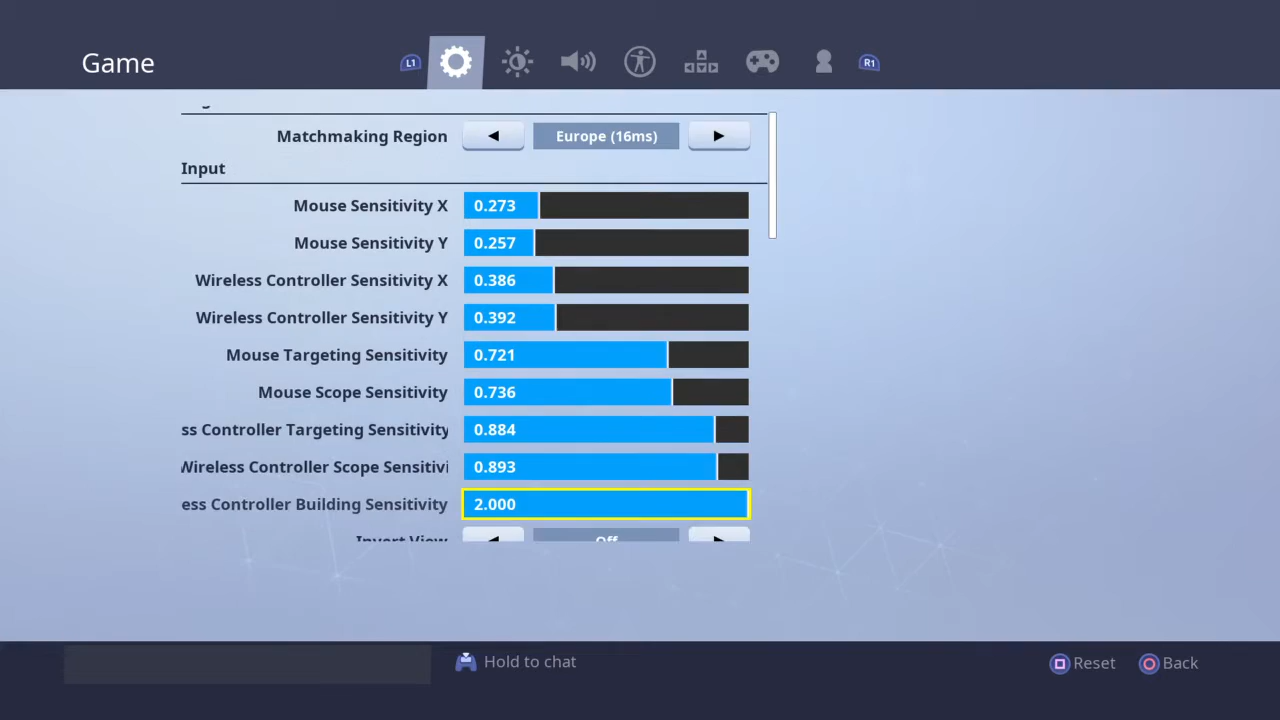 Game
L1
R1
Matchmaking Region
Europe (16ms)
Input
Mouse Sensitivity X
0.273
Mouse Sensitivity Y
0.257
Wireless Controller Sensitivity X
0.386
Wireless Controller Sensitivity Y
0.392
Mouse Targeting Sensitivity
0.721
Mouse Scope Sensitivity
0.736
ss Controller Targeting Sensitivity
0.884
Wireless Controller Scope Sensitivi
0.893
ess Controller Building Sensitivity
2.000
Invert View
Off
Hold to chat
Reset
Back